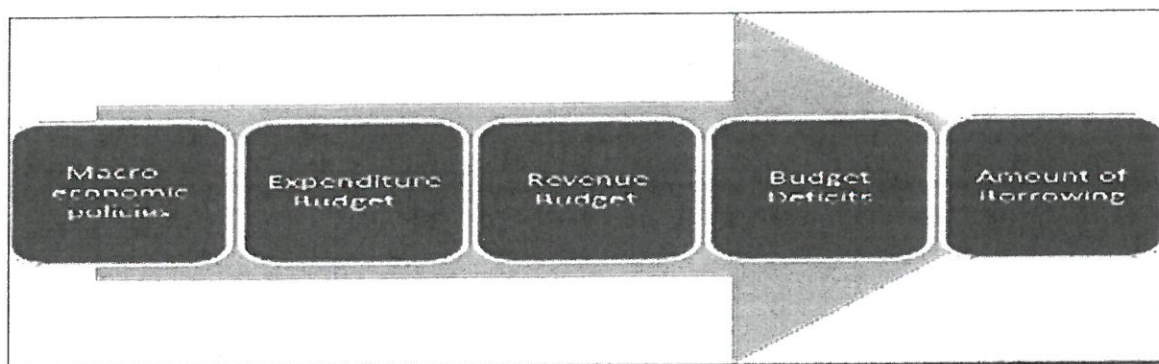 Macro
economic
policies
Expenditure
Budget
Revenue
Budget
Budget
Deficits
Amount of
Borrowing